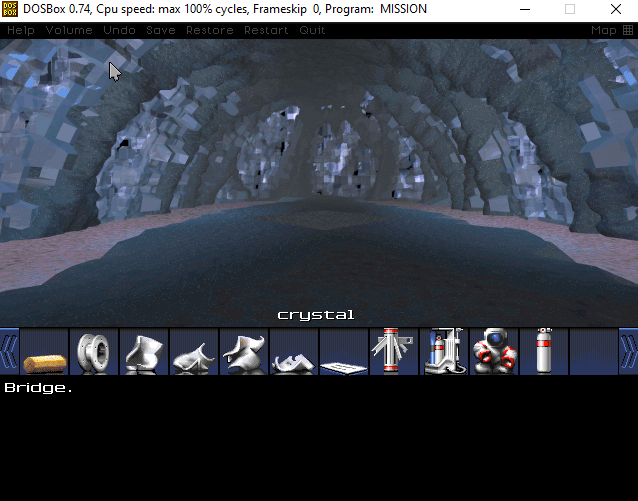 DOS
BOX
DOSBox 0.74, Cpu speed: max 100% cycles, Frameskip 0, Program: MISSION
Help Volume Undo Save Restore Restart Quit Map
crystal
Bridge.